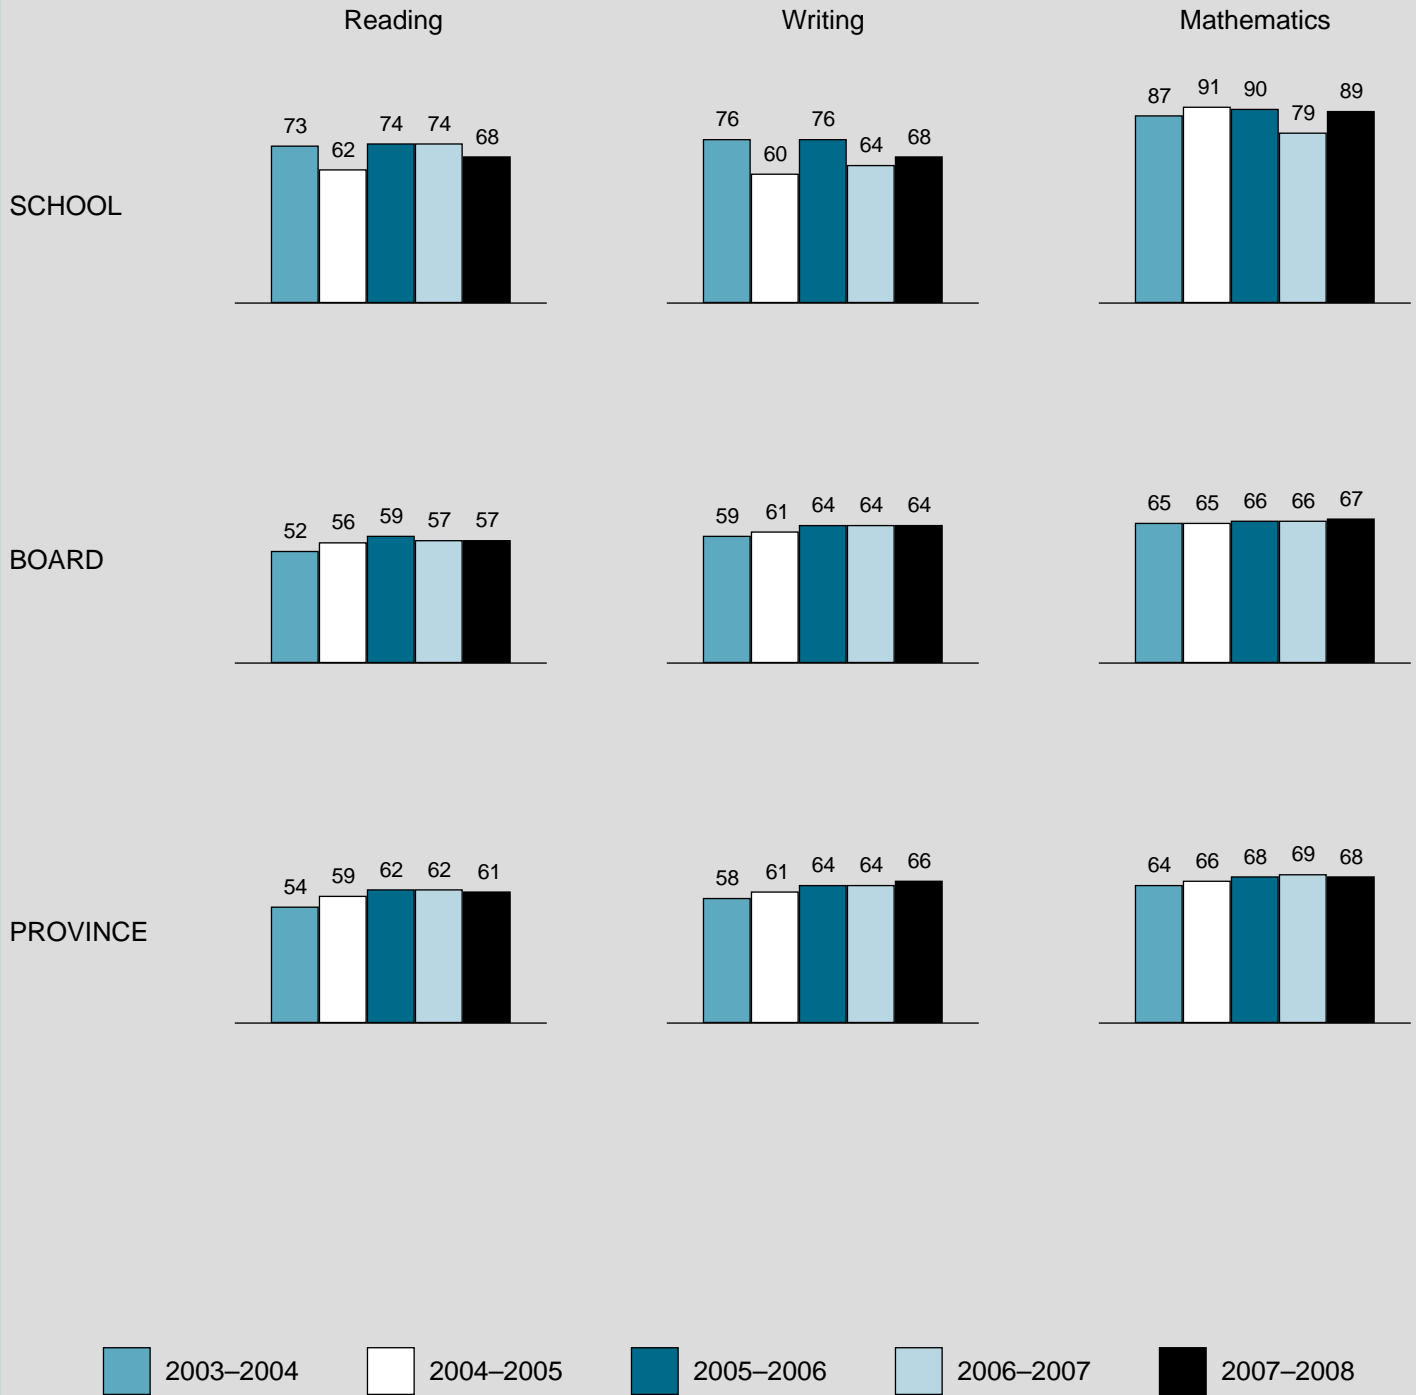 Reading Writing Mathematics
SCHOOL
73 62 74 74 68
76 60 76 64 68
87 91 90 79 89
BOARD
52 56 59 57 57
59 61 64 64 64
65 65 66 66 67
PROVINCE
54 59 62 62 61
58 61 64 64 66
64 66 68 69 68
2003–2004 2004–2005 2005–2006 2006–2007 2007–2008